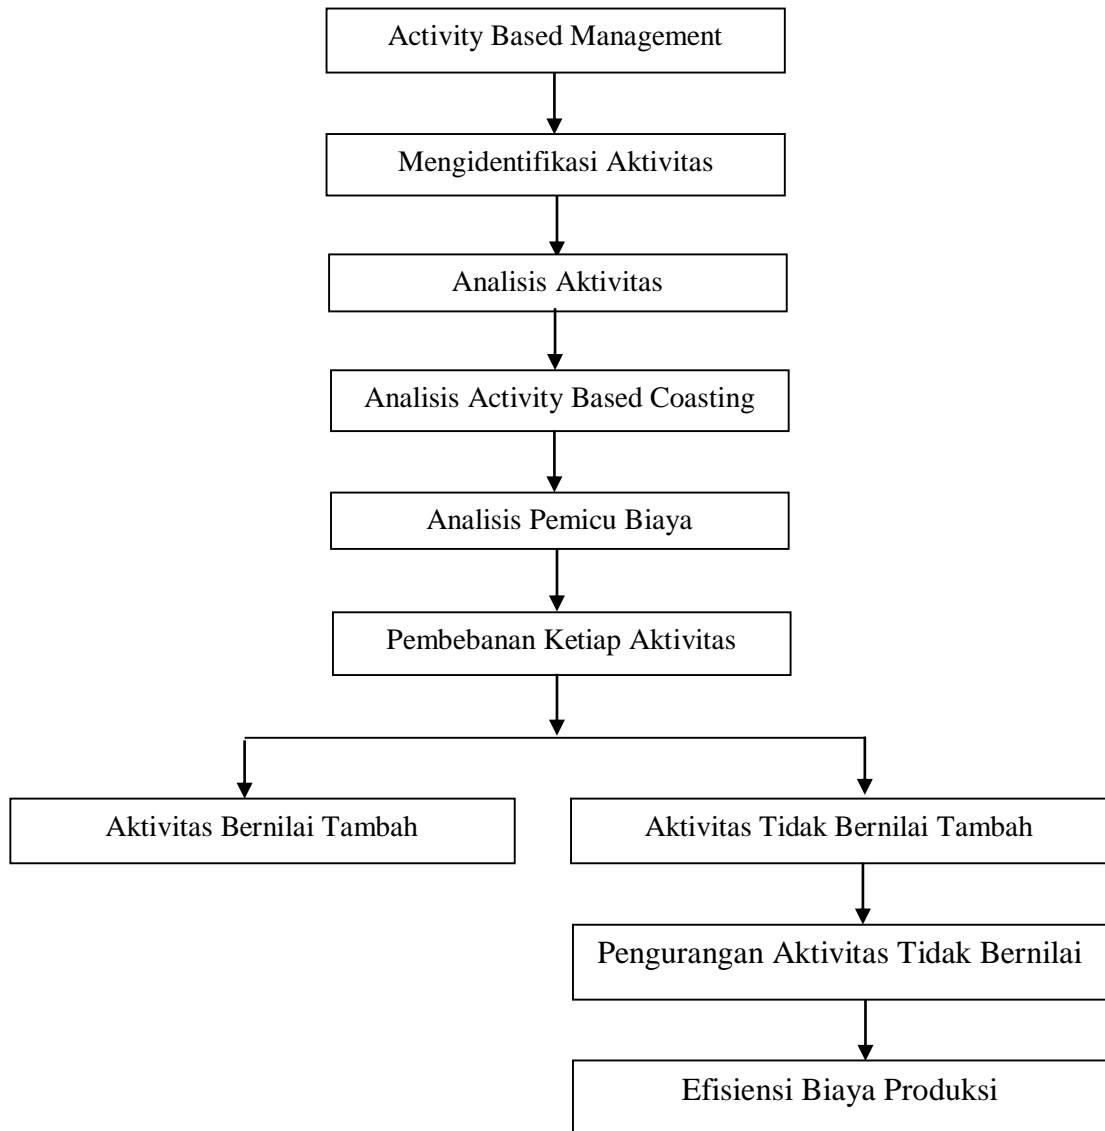 Activity Based Management
Mengidentifikasi Aktivitas
Analisis Aktivitas
Analisis Activity Based Coasting
Analisis Pemicu Biaya
Pembebanan Ketiap Aktivitas
Aktivitas Bernilai Tambah
Aktivitas Tidak Bernilai Tambah
Pengurangan Aktivitas Tidak Bernilai
Efisiensi Biaya Produksi